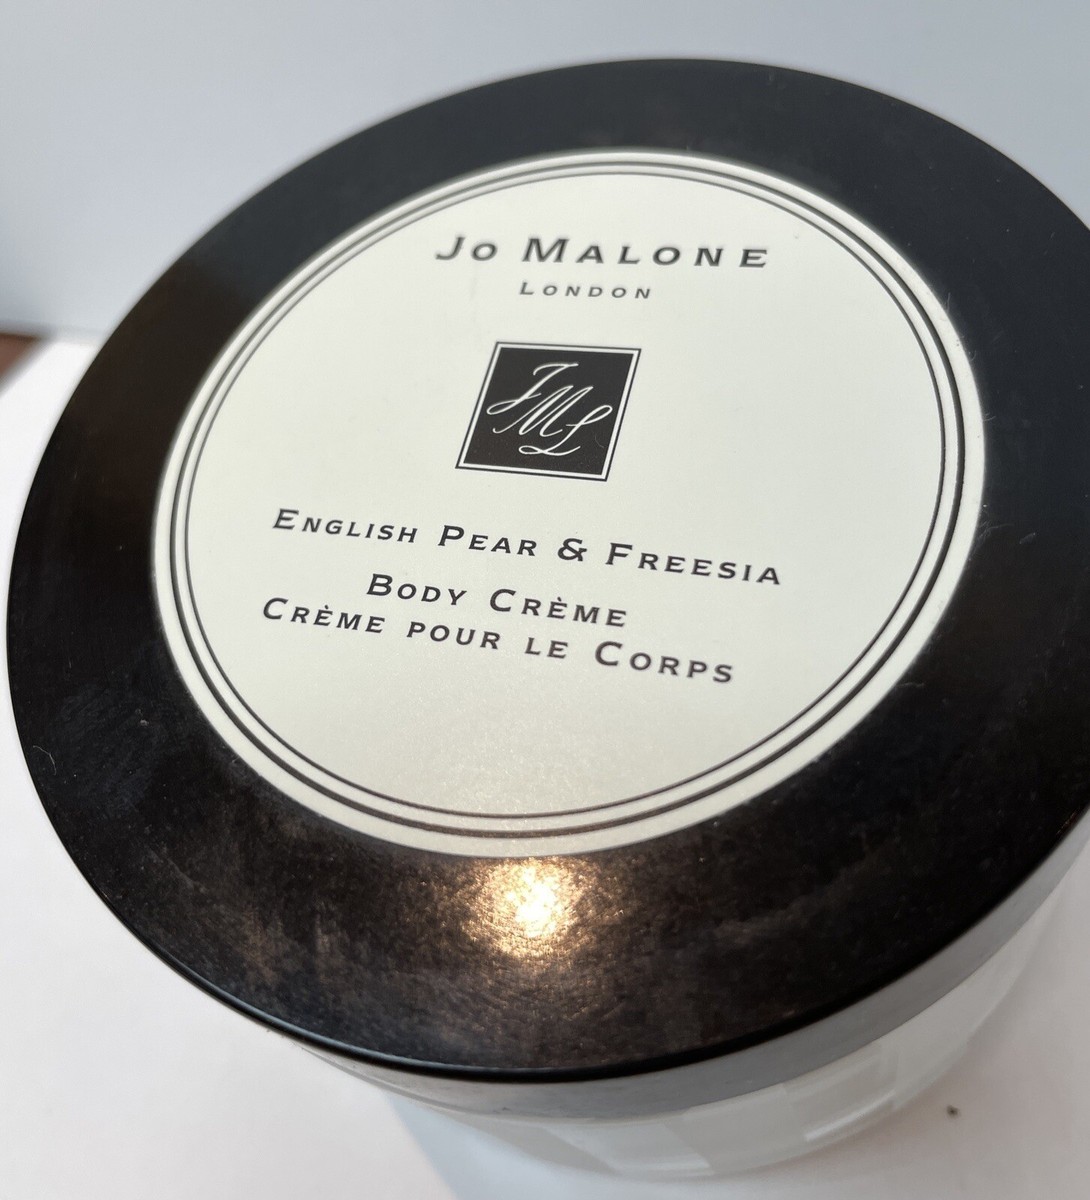 Jo Malone
London
JML
English Pear & Freesia
Body Crème
Crème pour le Corps